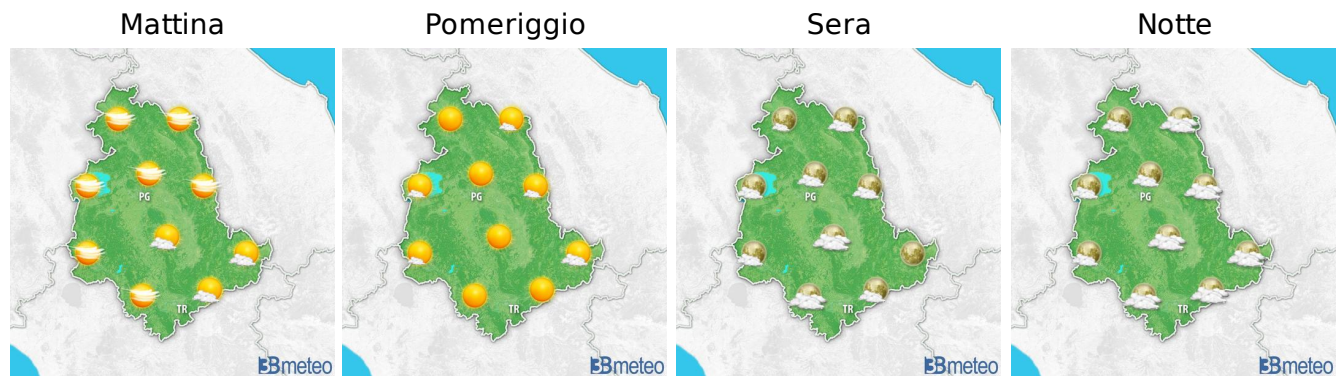 Mattina
Pomeriggio
Sera
Notte
PG
TR
3Bmeteo
PG
TR
3Bmeteo
PG
TR
3Bmeteo
PG
TR
3Bmeteo